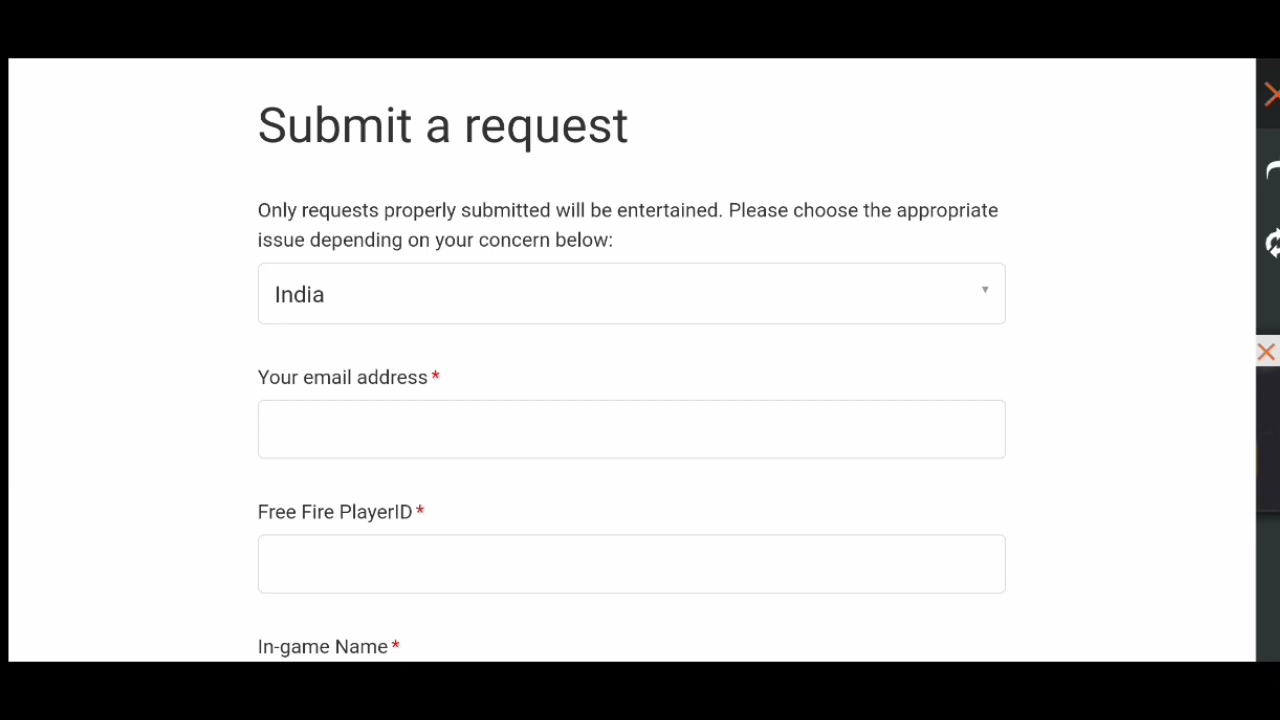 Submit a request
Only requests properly submitted will be entertained. Please choose the appropriate
issue depending on your concern below:
India
Your email address*
Free Fire PlayerID*
In-game Name*